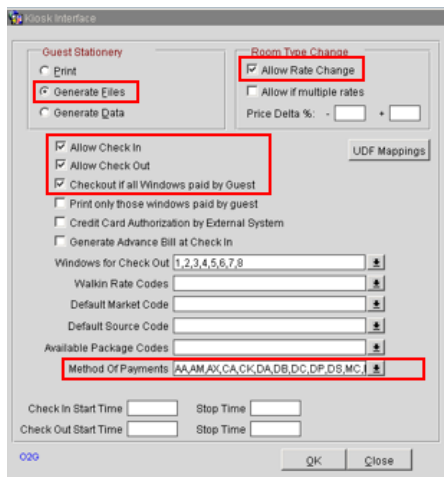 Kiosk Interface
Guest Stationery
Print
Generate Files
Generate Data
Room Type Change
Allow Rate Change
Allow if multiple rates
Price Delta %: - +
Allow Check In
Allow Check Out
Checkout if all Windows paid by Guest
UDF Mappings
Print only those windows paid by guest
Credit Card Authorization by External System
Generate Advance Bill at Check In
Windows for Check Out 1,2,3,4,5,6,7,8
Walkin Rate Codes
Default Market Code
Default Source Code
Available Package Codes
Method Of Payments AA,AM,AX,CA,CK,DA,DB,DC,DP,DS,MC,
Check In Start Time Stop Time
Check Out Start Time Stop Time
O2G OK Close